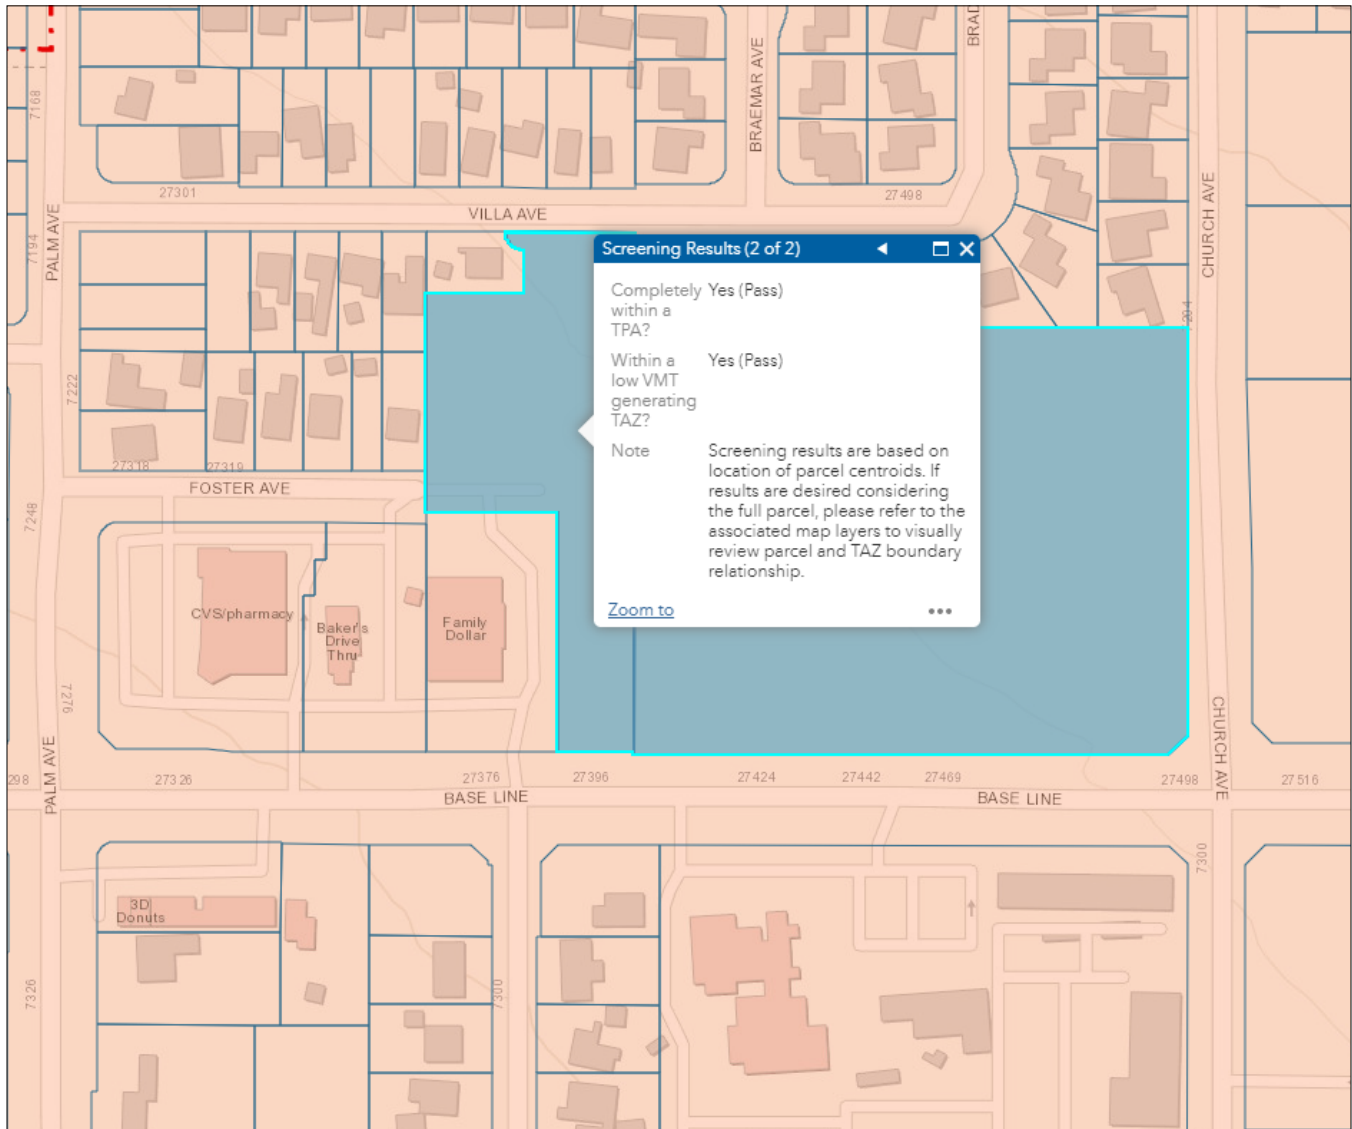 BRAEMAR AVE
BRAD
7168
27301
27498
VILLA AVE
CHURCH AVE
PALM AVE
7194
Screening Results (2 of 2)
Completely within a TPA?
Yes (Pass)
Within a low VMT generating TAZ?
Yes (Pass)
Note
Screening results are based on
location of parcel centroids. If
results are desired considering
the full parcel, please refer to the
associated map layers to visually
review parcel and TAZ boundary
relationship.
Zoom to
7222
27318
27319
FOSTER AVE
7248
CVS/pharmacy
Baker's
Drive
Thru
Family
Dollar
7276
PALM AVE
CHURCH AVE
298
27326
27376
27396
27424
27442
27469
27498
27516
BASE LINE
BASE LINE
7300
3D
Donuts
7326
7300